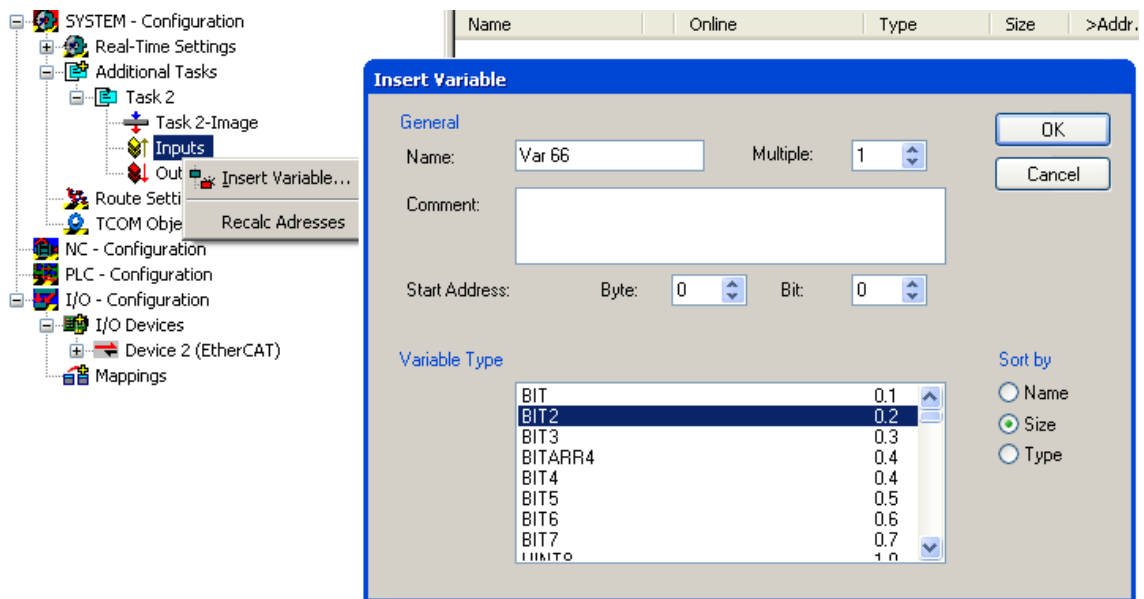 SYSTEM - Configuration
Real-Time Settings
Additional Tasks
Task 2
Task 2-Image
Inputs
Out
Route Setti
TCOM Obje
NC - Configuration
PLC - Configuration
I/O - Configuration
I/O Devices
Device 2 (EtherCAT)
Mappings
Insert Variable...
Recalc Adresses
Name Online Type Size >Addr.
Insert Variable
General
Name: Var 66 Multiple: 1
Comment:
Start Address: Byte: 0 Bit: 0
OK
Cancel
Variable Type
BIT 0.1
BIT2 0.2
BIT3 0.3
BITARR4 0.4
BIT4 0.4
BIT5 0.5
BIT6 0.6
BIT7 0.7
Sort by
Name
Size
Type